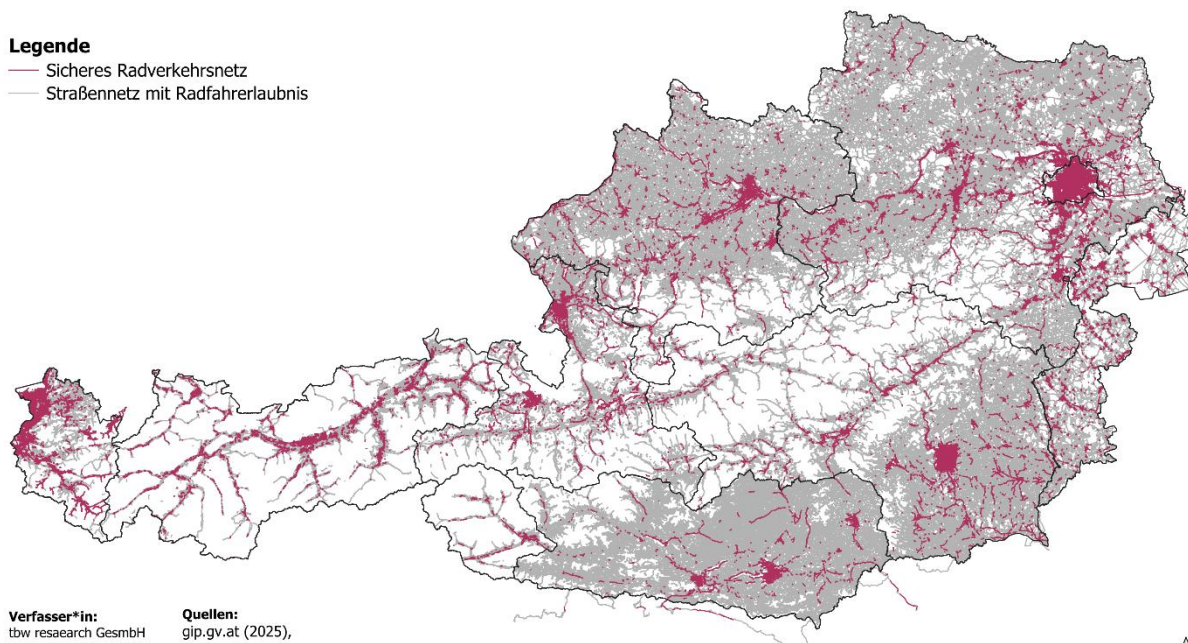 Legende
Sicheres Radverkehrsnetz
Straßennetz mit Radfahrerlaubnis
Verfasser*in:
tbw resaearch GesmbH
Quellen:
gip.gv.at (2025),